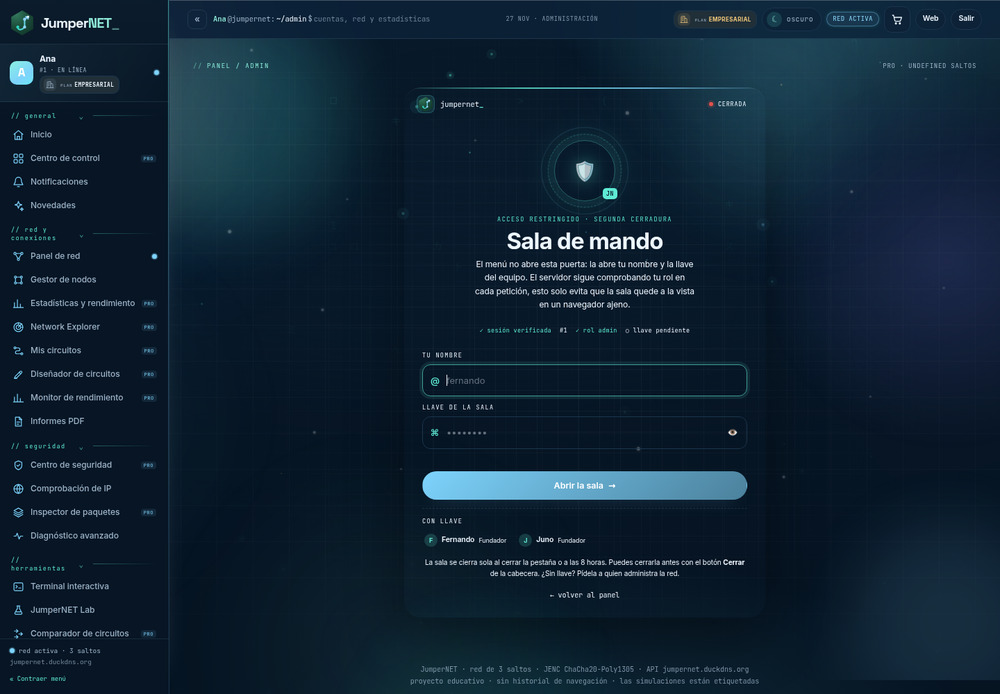 JumperNET_
«
Ana@jumpernet:~/admin$ cuentas, red y estadísticas
27 NOV · ADMINISTRACIÓN
PLAN EMPRESARIAL
OSCURO
RED ACTIVA
Web
Salir
A
Ana
#1 · EN LÍNEA
PLAN EMPRESARIAL
// general
Inicio
Centro de control PRO
Notificaciones
Novedades
// red y conexiones
Panel de red
Gestor de nodos
Estadísticas y rendimiento PRO
Network Explorer
Mis circuitos
Diseñador de circuitos
Monitor de rendimiento
Informes PDF
// seguridad
Centro de seguridad PRO
Comprobación de IP
Inspector de paquetes PRO
Diagnóstico avanzado
// herramientas
Terminal interactiva
JumperNET Lab
Comparador de circuitos PRO
red activa · 3 saltos
jumpernet.duckdns.org
« Contraer menú
// PANEL / ADMIN
PRO · UNDEFINED SALTOS
jumpernet_
CERRADA
JN
ACCESO RESTRINGIDO · SEGUNDA CERRADURA
Sala de mando
El menú no abre esta puerta: la abre tu nombre y la llave
del equipo. El servidor sigue comprobando tu rol en
cada petición, esto solo evita que la sala quede a la vista
en un navegador ajeno.
✓ sesión verificada #1 ✓ rol admin ○ llave pendiente
TU NOMBRE
@ fernando
LLAVE DE LA SALA
⌘ ••••••••
Abrir la sala →
CON LLAVE
F Fernando Fundador J Juno Fundador
La sala se cierra sola al cerrar la pestaña o a las 8 horas. Puedes cerrarla antes con el botón Cerrar
de la cabecera. ¿Sin llave? Pídela a quien administra la red.
← volver al panel
JumperNET · red de 3 saltos · JENC ChaCha20-Poly1305 · API jumpernet.duckdns.org
proyecto educativo · sin historial de navegación · las simulaciones están etiquetadas